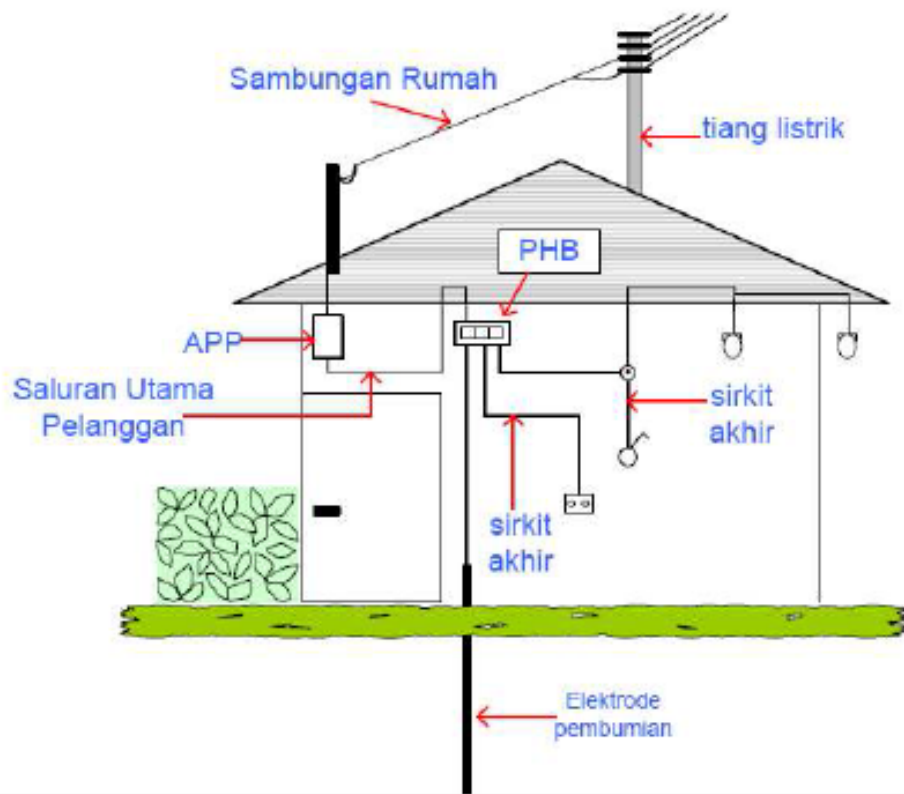 Sambungan Rumah
tiang listrik
PHB
APP
Saluran Utama
Pelanggan
sirkit
akhir
sirkit
akhir
Elektrode
pembumian